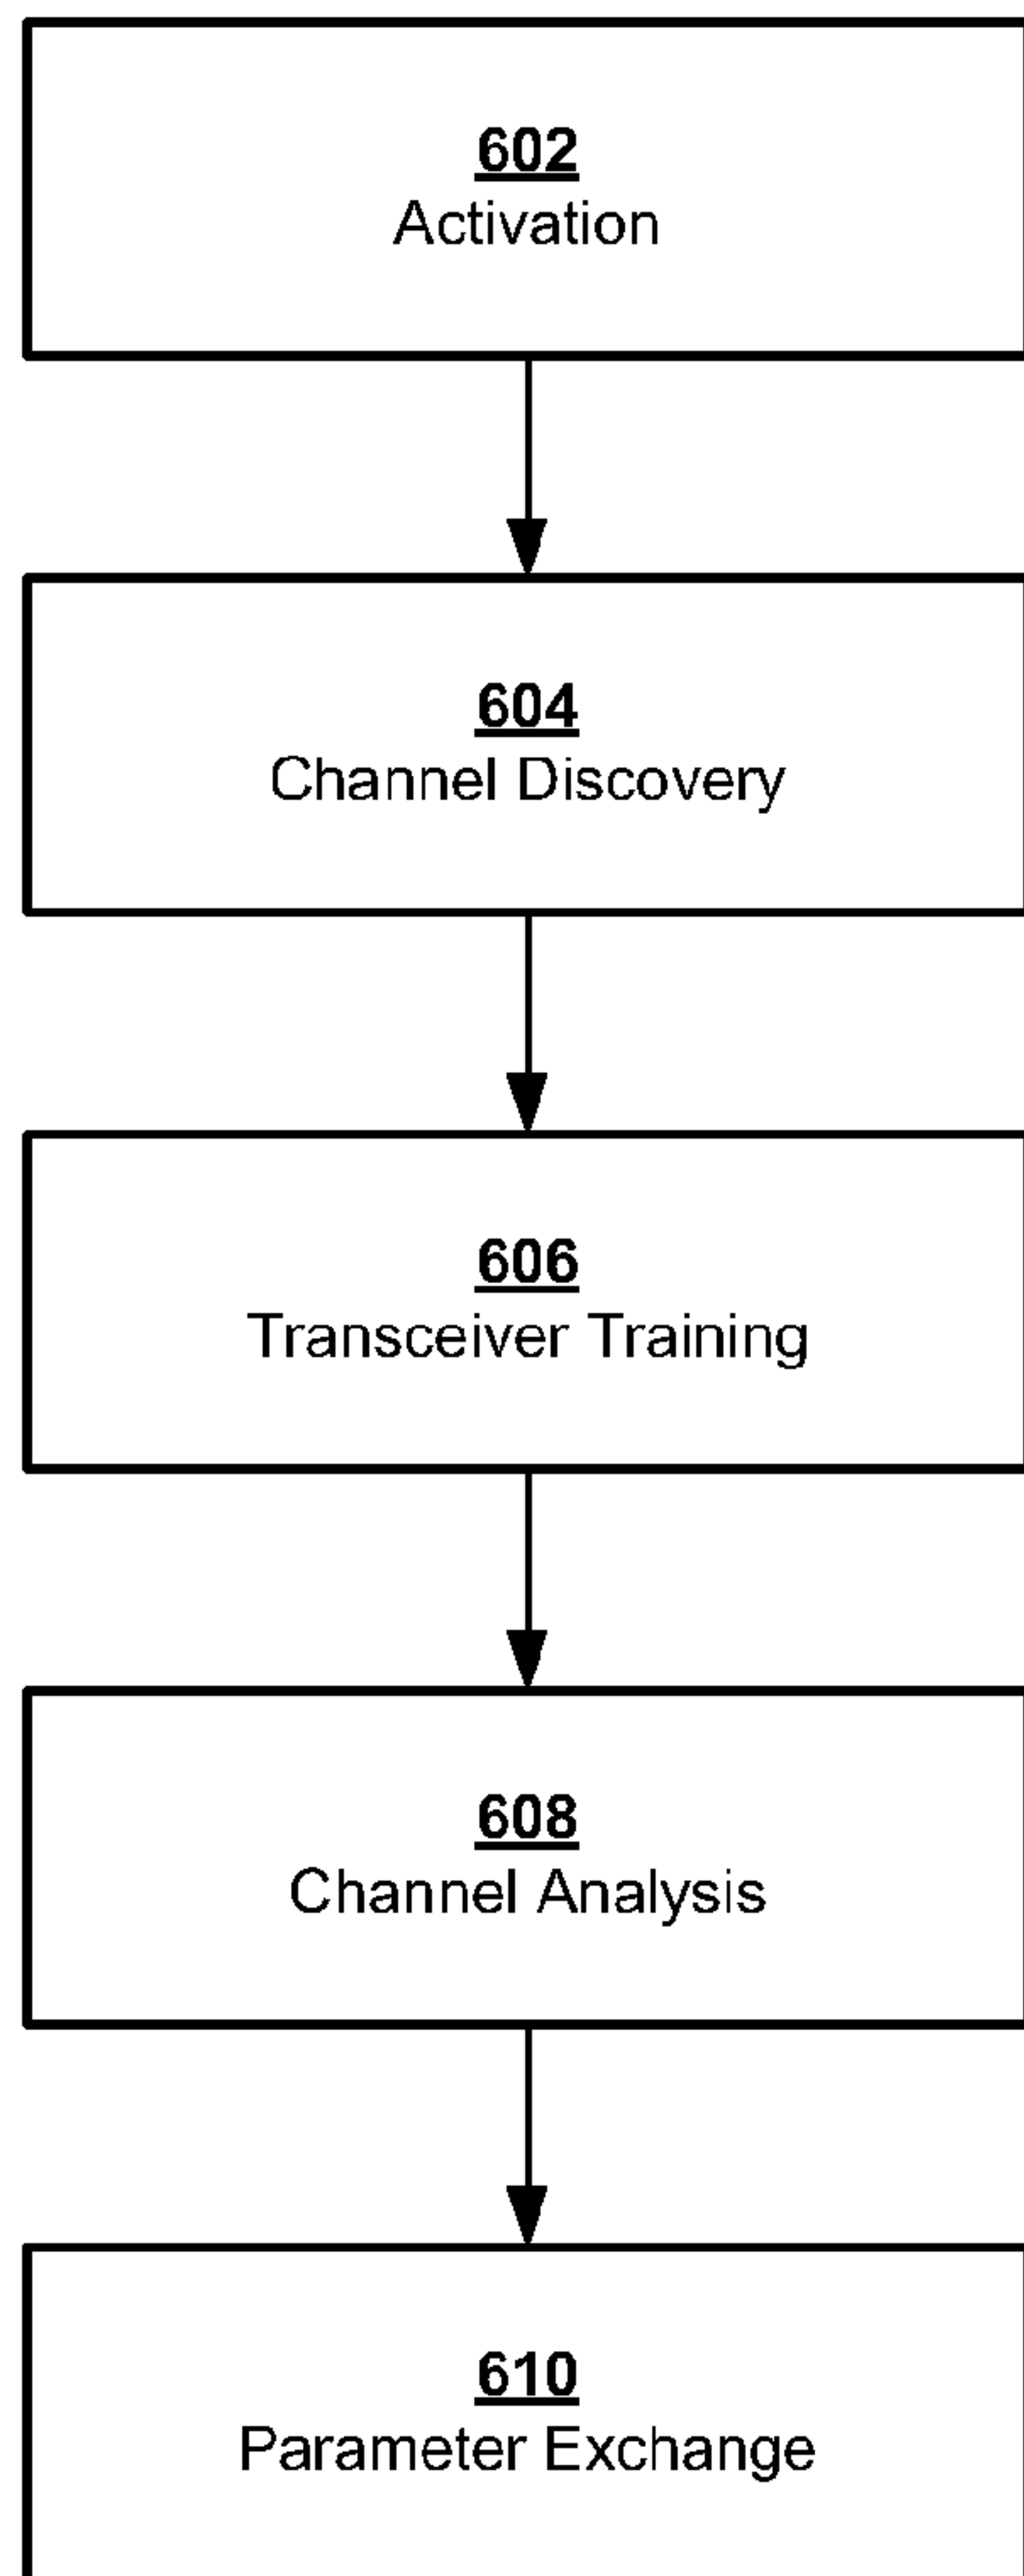 602
Activation
604
Channel Discovery
606
Transceiver Training
608
Channel Analysis
610
Parameter Exchange